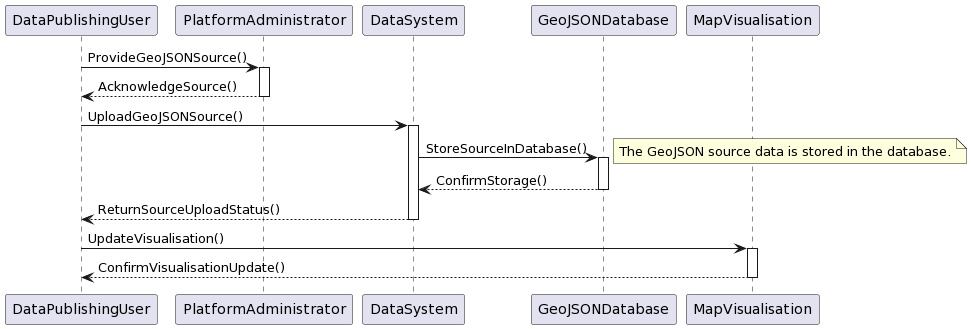 DataPublishingUser
PlatformAdministrator
DataSystem
GeoJSONDatabase
MapVisualisation
ProvideGeoJSONSource()
AcknowledgeSource()
UploadGeoJSONSource()
StoreSourceInDatabase()
The GeoJSON source data is stored in the database.
ConfirmStorage()
ReturnSourceUploadStatus()
UpdateVisualisation()
ConfirmVisualisationUpdate()
DataPublishingUser
PlatformAdministrator
DataSystem
GeoJSONDatabase
MapVisualisation